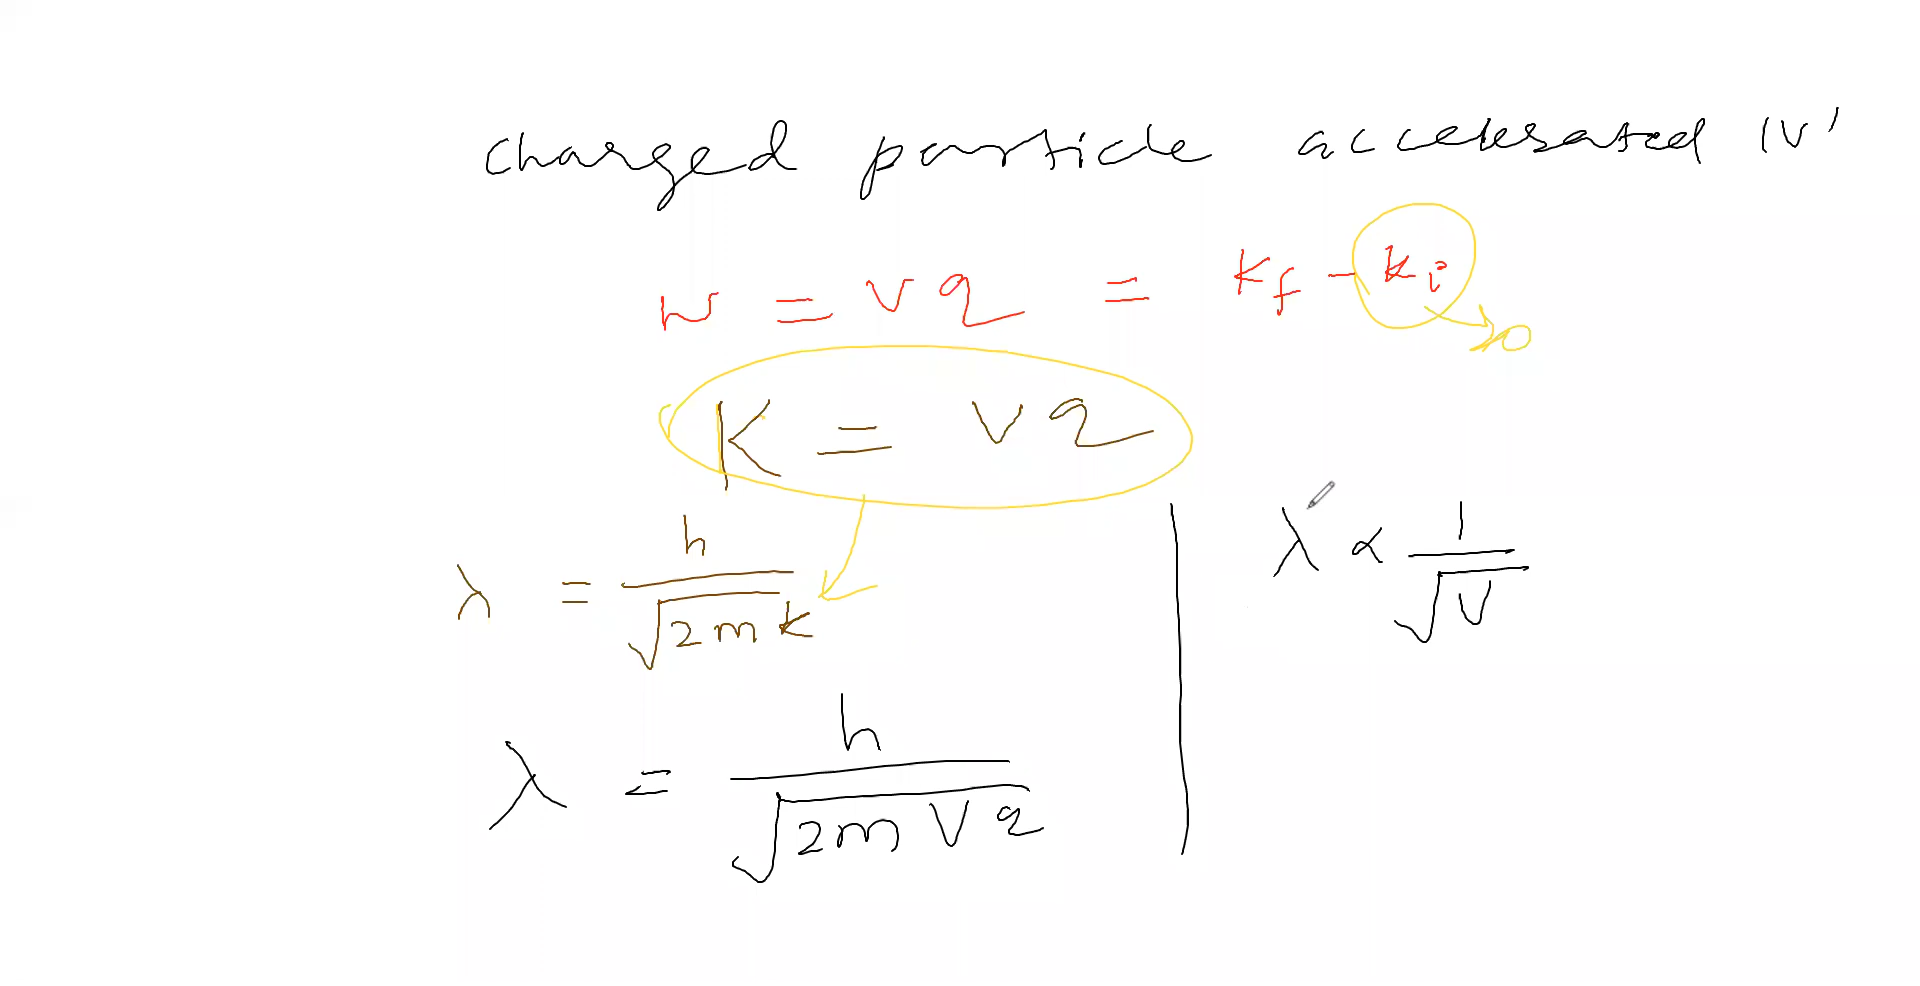 charged particle accelerated 'V'
W = Vq = Kf - Ki → 0
K = Vq
λ = h / √2mk
λ ∝ 1 / √V
λ = h / √2mVq